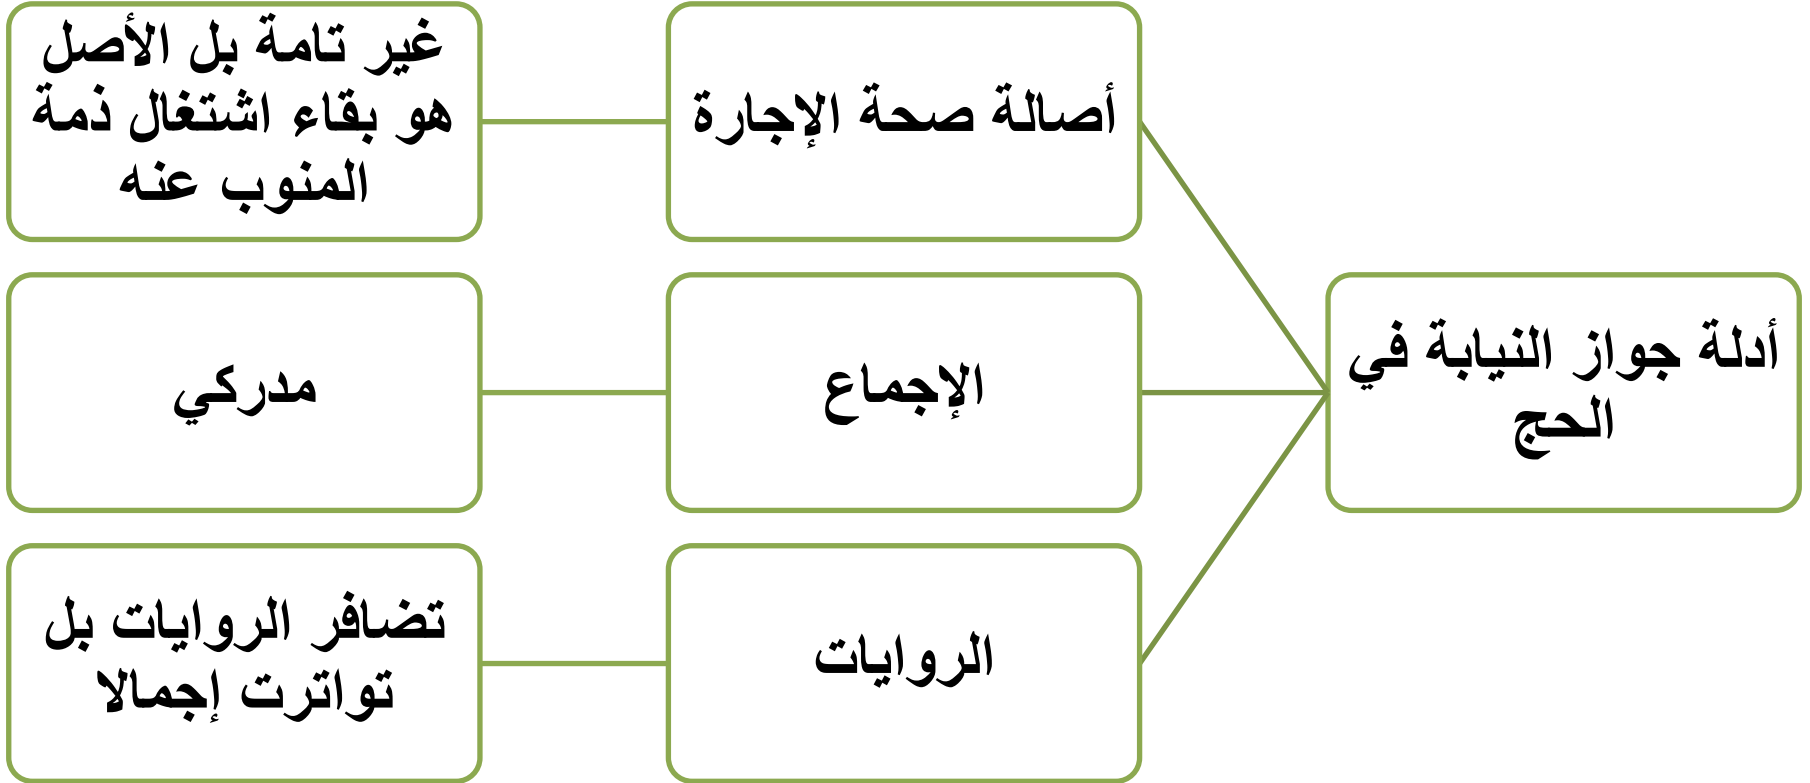 أدلة جواز النيابة في
الحج
أصالة صحة الإجارة
غير تامة بل الأصل
هو بقاء اشتغال ذمة
المنوب عنه
الإجماع
مدركي
الروايات
تضافر الروايات بل
تواترت إجمالا